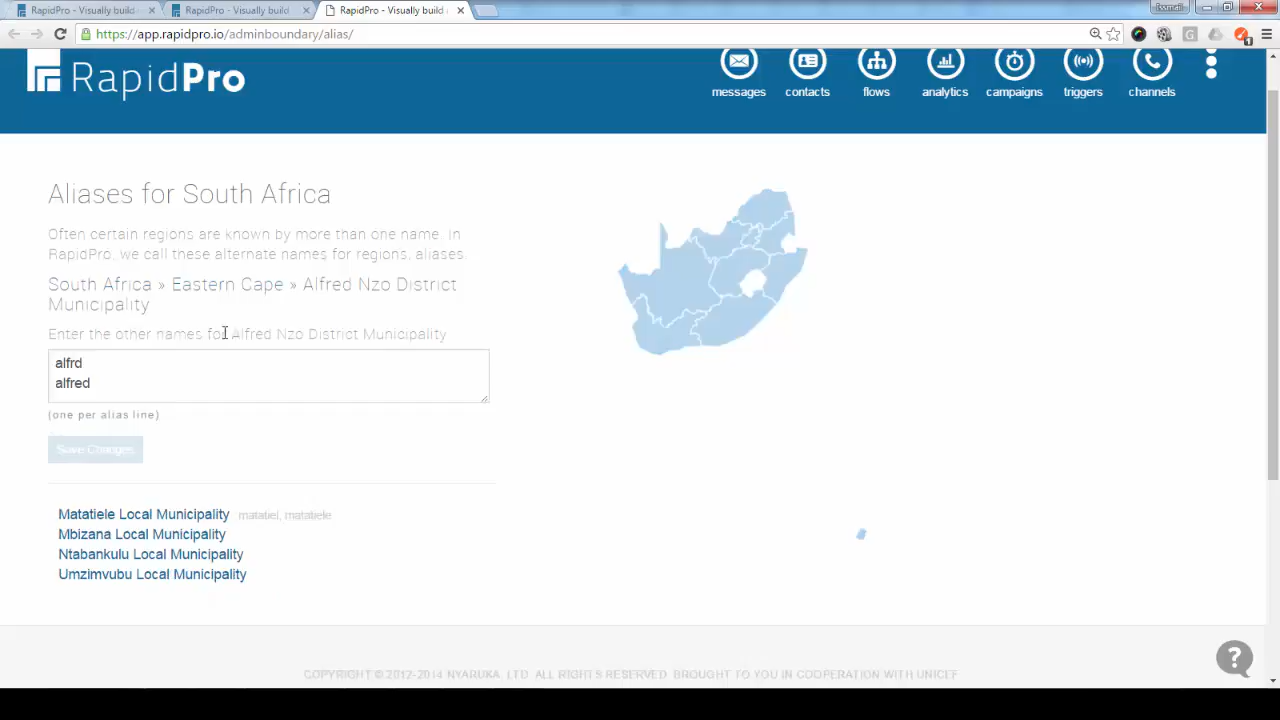 RapidPro - Visually build
RapidPro - Visually build
RapidPro - Visually build
https://app.rapidpro.io/adminboundary/alias/
RapidPro
messages
contacts
flows
analytics
campaigns
triggers
channels
Aliases for South Africa
Often certain regions are known by more than one name. In
RapidPro, we call these alternate names for regions, aliases.
South Africa » Eastern Cape » Alfred Nzo District
Municipality
Enter the other names for Alfred Nzo District Municipality
alfrd
alfred
(one per alias line)
Save Changes
Matatiele Local Municipality matatiel, matatiele
Mbizana Local Municipality
Ntabankulu Local Municipality
Umzimvubu Local Municipality
COPYRIGHT © 2012-2014 NYARUKA, LTD. ALL RIGHTS RESERVED. BROUGHT TO YOU IN COOPERATION WITH UNICEF
?